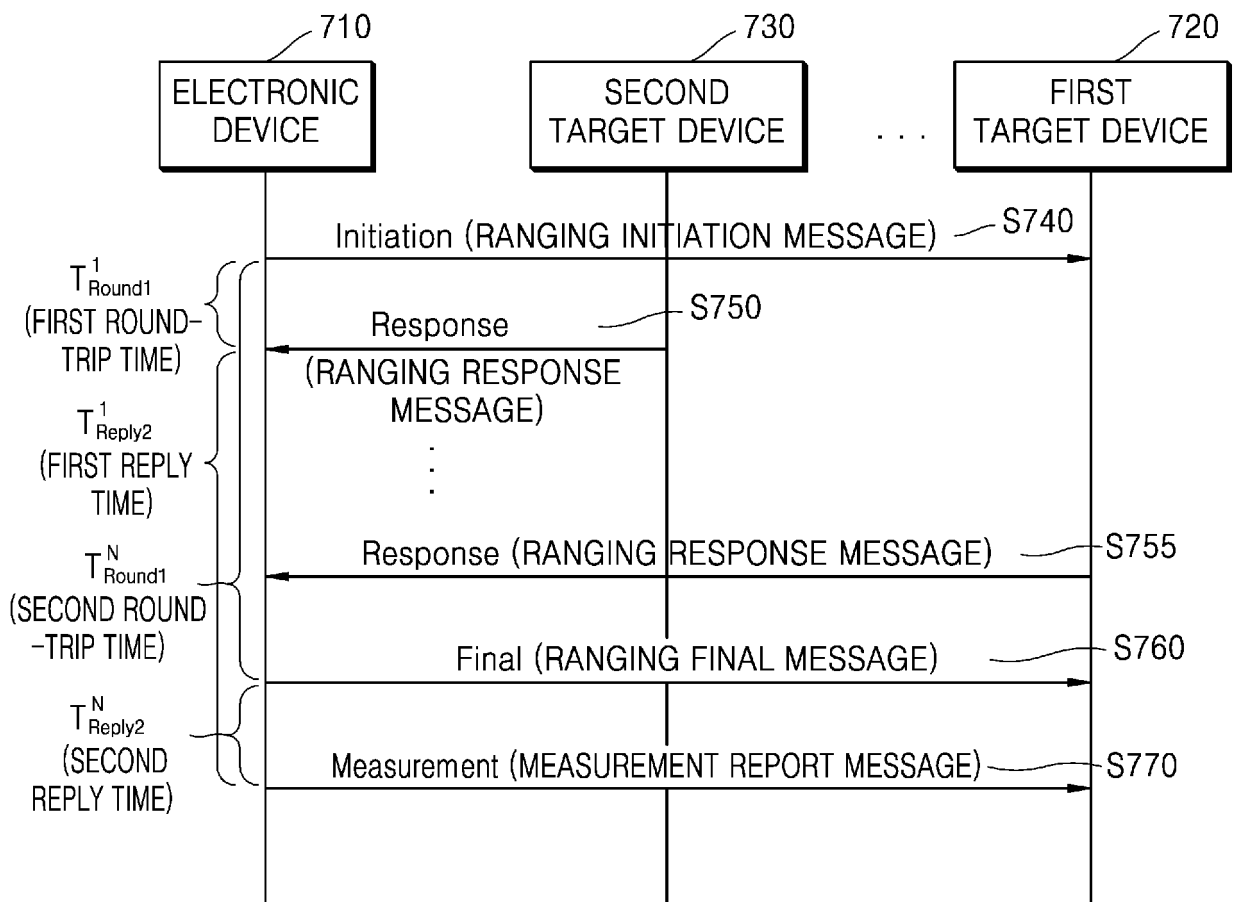 710
730
720
ELECTRONIC
DEVICE
SECOND
TARGET DEVICE
. . .
FIRST
TARGET DEVICE
Initiation (RANGING INITIATION MESSAGE)
S740
T¹Round1
(FIRST ROUND-
TRIP TIME)
Response
S750
(RANGING RESPONSE
MESSAGE)
T¹Reply2
(FIRST REPLY
TIME)
Response (RANGING RESPONSE MESSAGE)
S755
TᴺRound1
(SECOND ROUND
-TRIP TIME)
Final (RANGING FINAL MESSAGE)
S760
TᴺReply2
(SECOND
REPLY TIME)
Measurement (MEASUREMENT REPORT MESSAGE)
S770